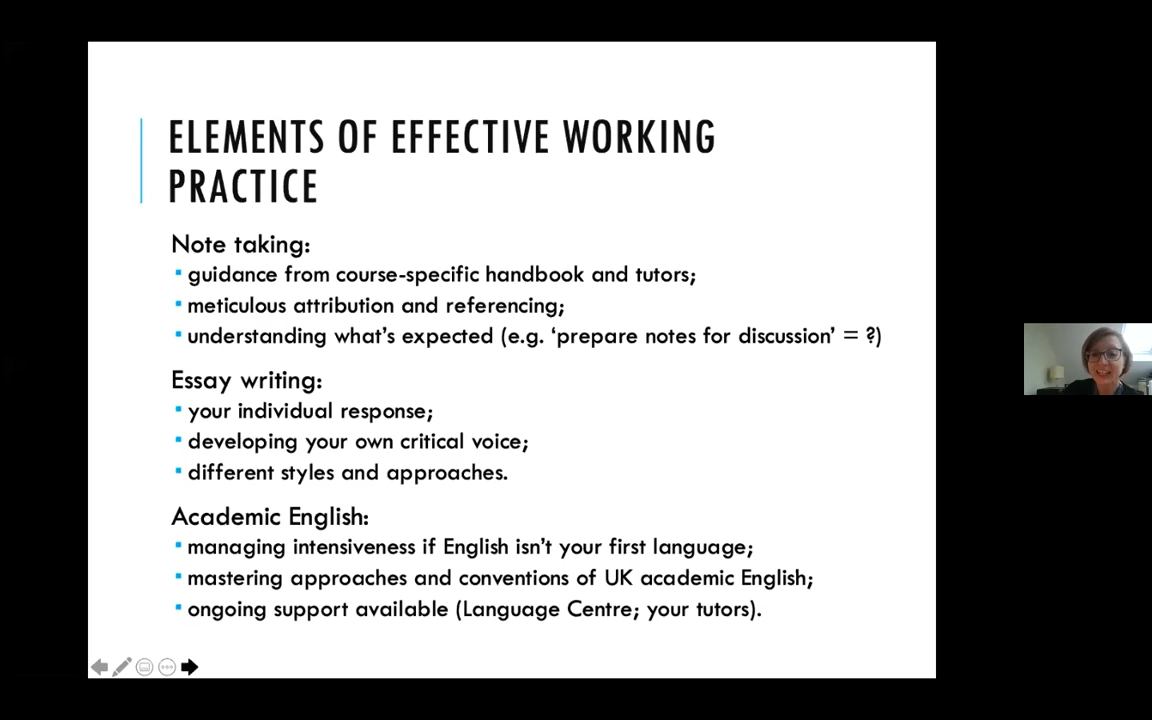 ELEMENTS OF EFFECTIVE WORKING
PRACTICE
Note taking:
▪ guidance from course-specific handbook and tutors;
▪ meticulous attribution and referencing;
▪ understanding what's expected (e.g. 'prepare notes for discussion' = ?)
Essay writing:
▪ your individual response;
▪ developing your own critical voice;
▪ different styles and approaches.
Academic English:
▪ managing intensiveness if English isn't your first language;
▪ mastering approaches and conventions of UK academic English;
▪ ongoing support available (Language Centre; your tutors).